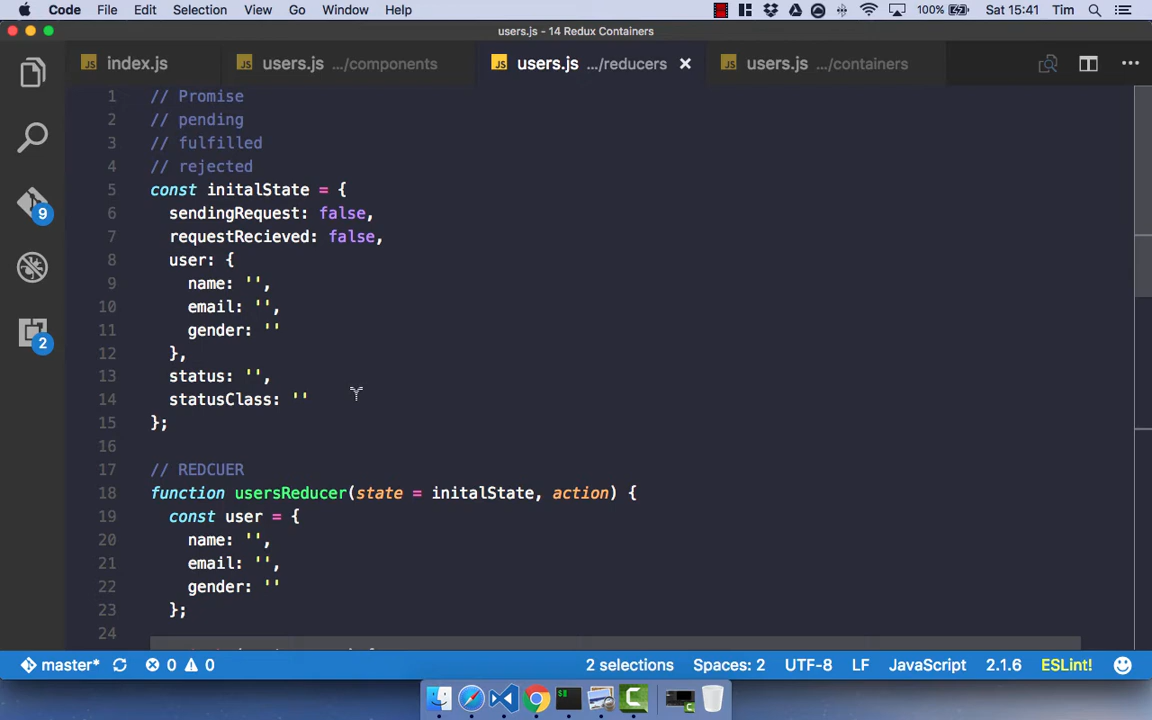 Code File Edit Selection View Go Window Help 100% Sat 15:41 Tim
users.js - 14 Redux Containers
index.js users.js .../components users.js .../reducers users.js .../containers
1 // Promise
2 // pending
3 // fulfilled
4 // rejected
5 const initalState = {
6 sendingRequest: false,
7 requestRecieved: false,
8 user: {
9 name: '',
10 email: '',
11 gender: ''
12 },
13 status: '',
14 statusClass: ''
15 };
16
17 // REDCUER
18 function usersReducer(state = initalState, action) {
19 const user = {
20 name: '',
21 email: '',
22 gender: ''
23 };
24
9
2
master* 0 0 2 selections Spaces: 2 UTF-8 LF JavaScript 2.1.6 ESLint!